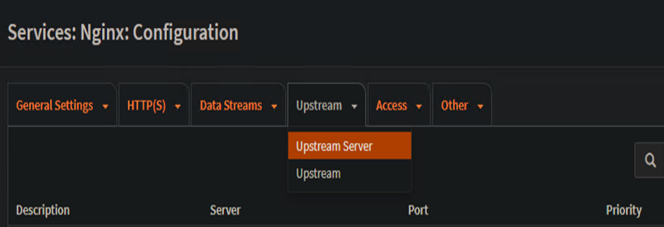 Services: Nginx: Configuration
General Settings HTTP(S) Data Streams Upstream Access Other
Upstream Server
Upstream
Description Server Port Priority